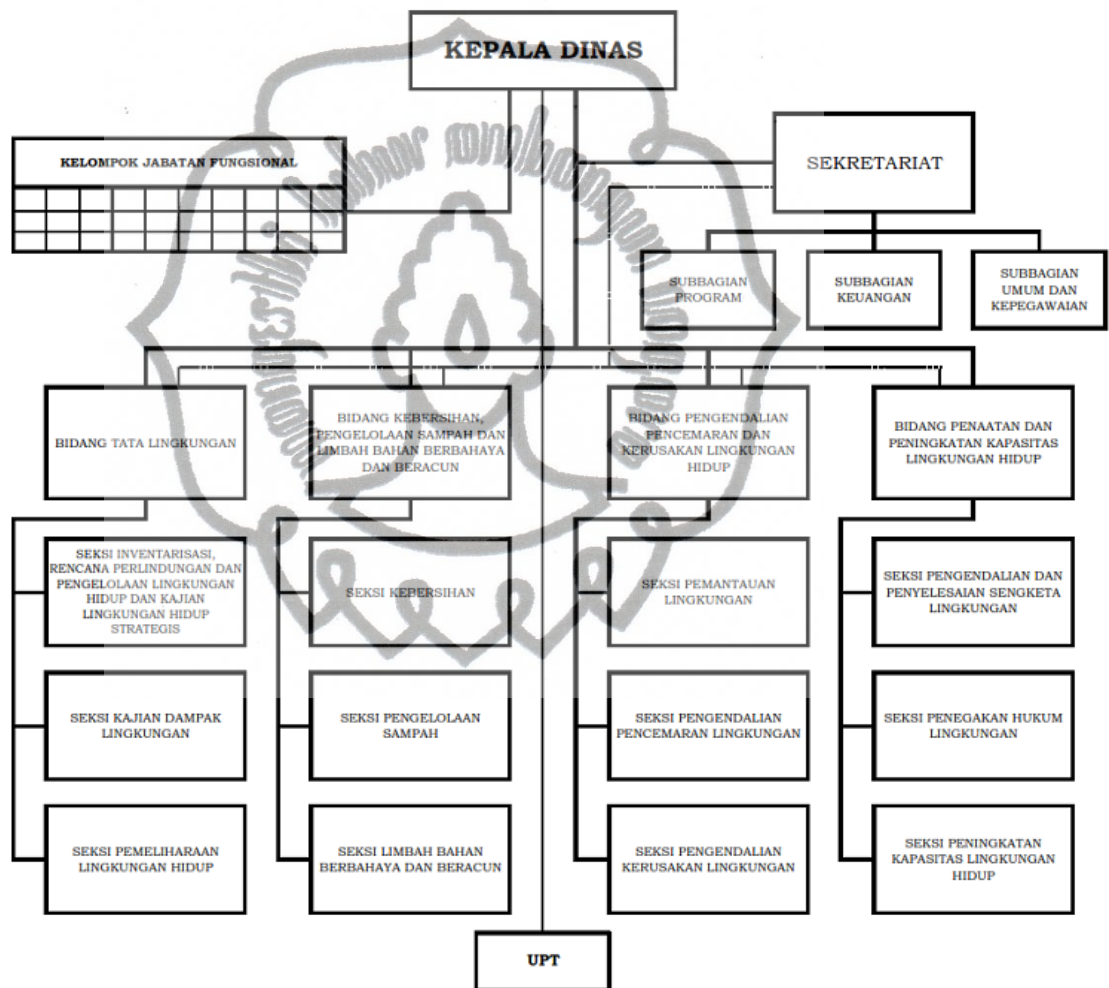 KEPALA DINAS
KELOMPOK JABATAN FUNGSIONAL
SEKRETARIAT
SUBBAGIAN
PROGRAM
SUBBAGIAN
KEUANGAN
SUBBAGIAN
UMUM DAN
KEPEGAWAIAN
BIDANG TATA LINGKUNGAN
BIDANG KEBERSIHAN,
PENGELOLAAN SAMPAH DAN
LIMBAH BAHAN BERBAHAYA
DAN BERACUN
BIDANG PENGENDALIAN
PENCEMARAN DAN
KERUSAKAN LINGKUNGAN
HIDUP
BIDANG PENAATAN DAN
PENINGKATAN KAPASITAS
LINGKUNGAN HIDUP
SEKSI INVENTARISASI,
RENCANA PERLINDUNGAN DAN
PENGELOLAAN LINGKUNGAN
HIDUP DAN KAJIAN
LINGKUNGAN HIDUP
STRATEGIS
SEKSI KEBERSIHAN
SEKSI PEMANTAUAN
LINGKUNGAN
SEKSI PENGENDALIAN DAN
PENYELESAIAN SENGKETA
LINGKUNGAN
SEKSI KAJIAN DAMPAK
LINGKUNGAN
SEKSI PENGELOLAAN
SAMPAH
SEKSI PENGENDALIAN
PENCEMARAN LINGKUNGAN
SEKSI PENEGAKAN HUKUM
LINGKUNGAN
SEKSI PEMELIHARAAN
LINGKUNGAN HIDUP
SEKSI LIMBAH BAHAN
BERBAHAYA DAN BERACUN
SEKSI PENGENDALIAN
KERUSAKAN LINGKUNGAN
SEKSI PENINGKATAN
KAPASITAS LINGKUNGAN
HIDUP
UPT